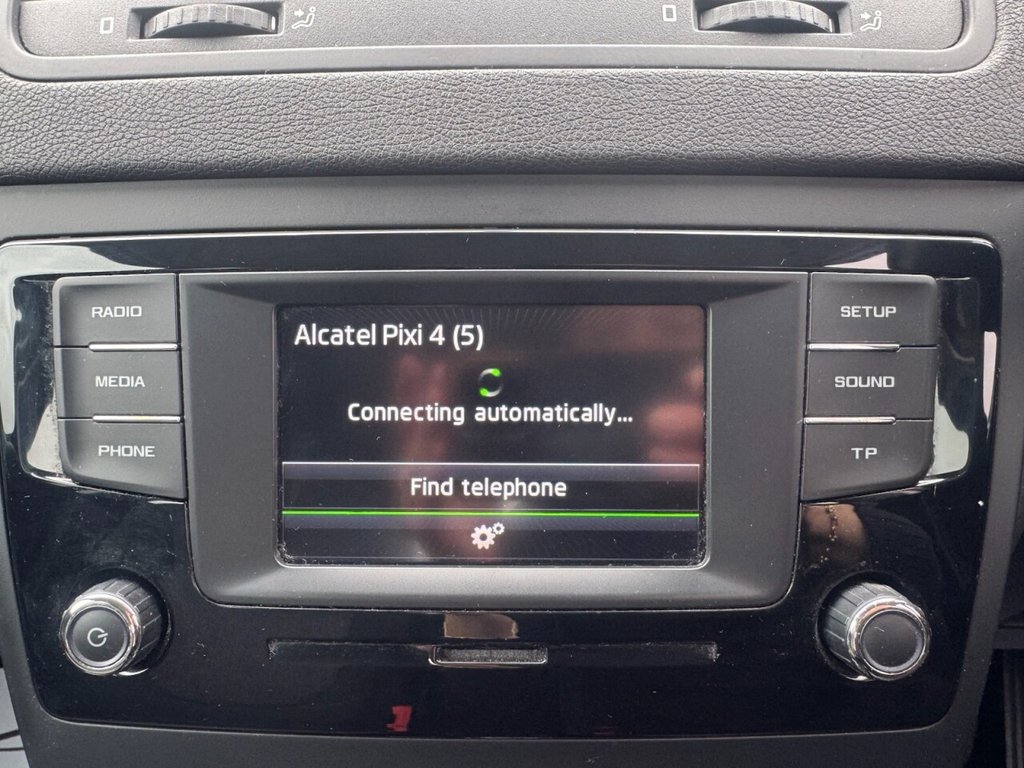 RADIO
MEDIA
PHONE
Alcatel Pixi 4 (5)
Connecting automatically...
Find telephone
SETUP
SOUND
TP